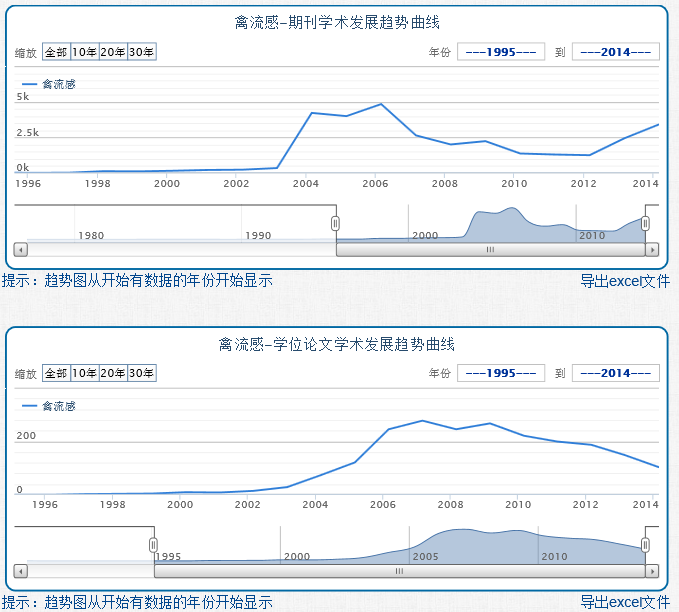 禽流感-期刊学术发展趋势曲线
缩放 全部 10年 20年 30年 年份 ---1995--- 到 ---2014---
禽流感
5k
2.5k
0k
1996 1998 2000 2002 2004 2006 2008 2010 2012 2014
1980 1990 2000 2010
提示：趋势图从开始有数据的年份开始显示 导出excel文件
禽流感-学位论文学术发展趋势曲线
缩放 全部 10年 20年 30年 年份 ---1995--- 到 ---2014---
禽流感
200
0
1996 1998 2000 2002 2004 2006 2008 2010 2012 2014
1995 2000 2005 2010
提示：趋势图从开始有数据的年份开始显示 导出excel文件